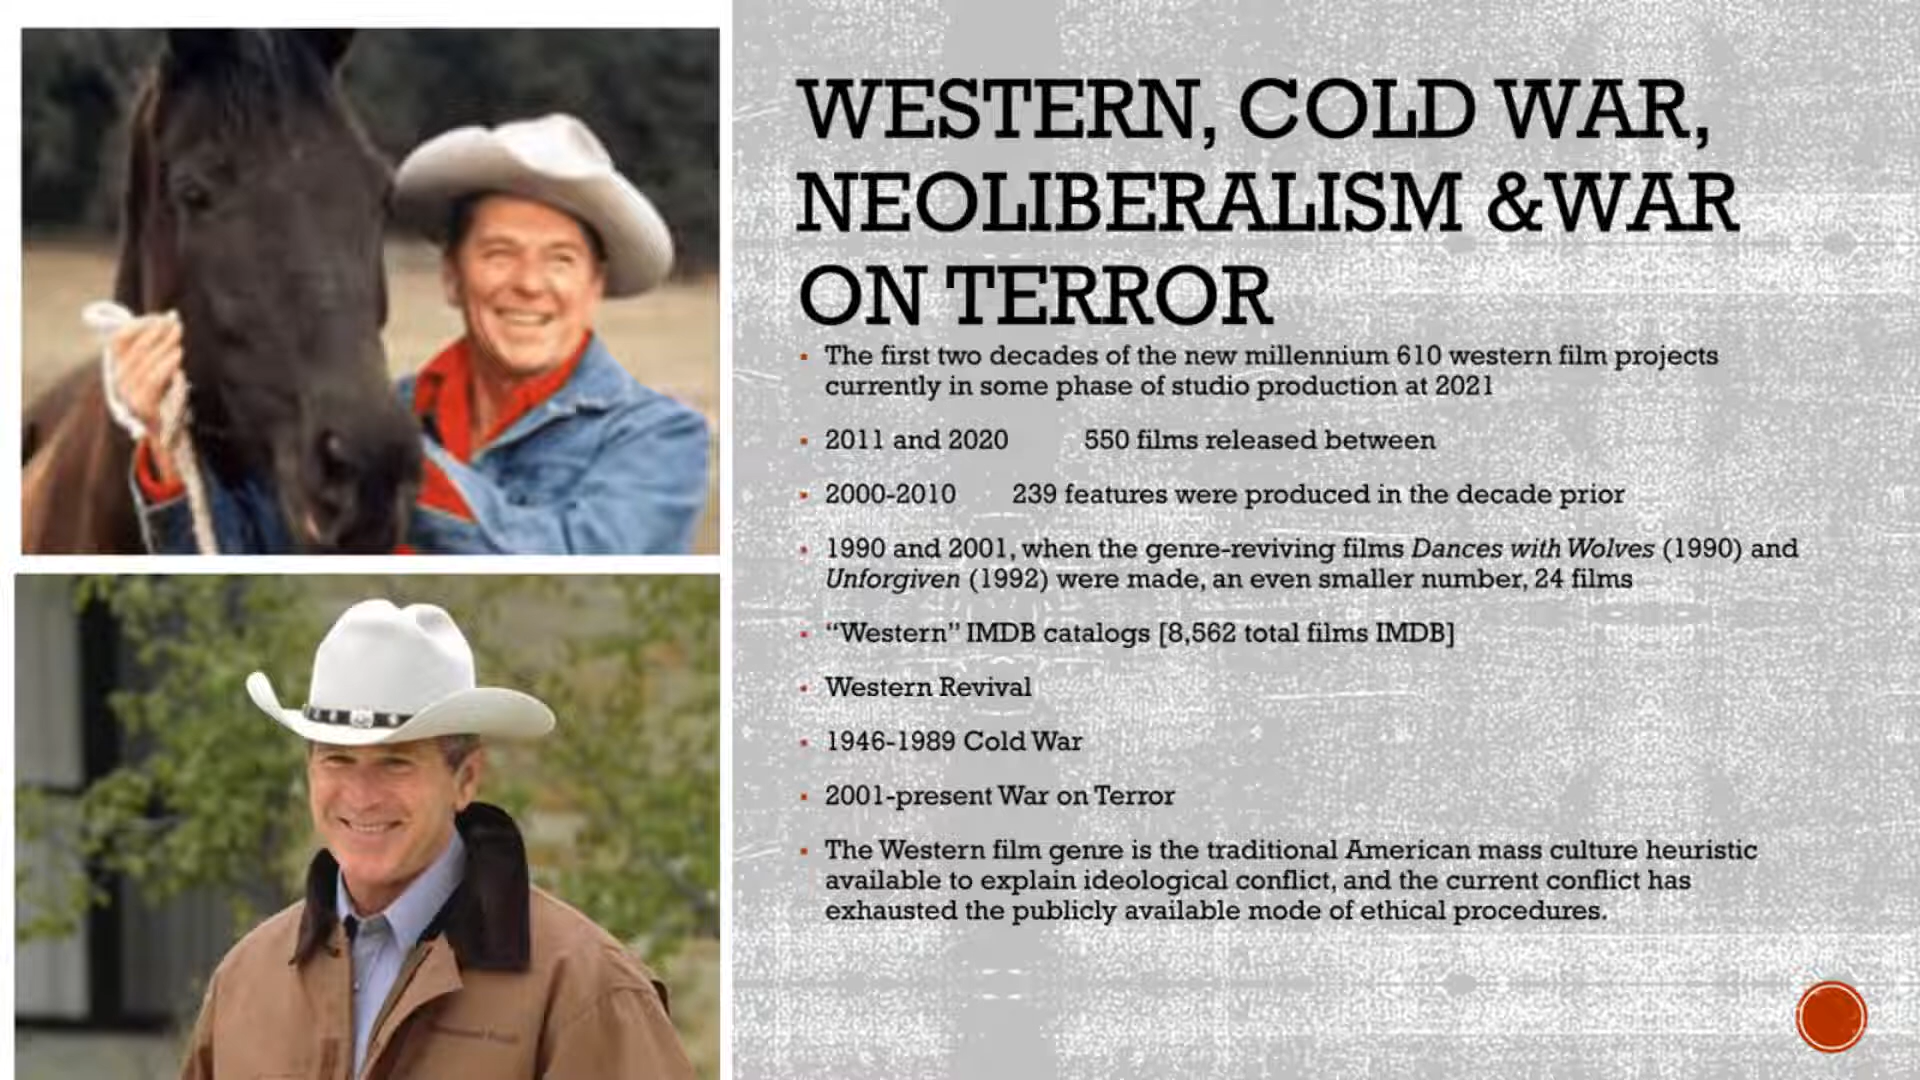 WESTERN, COLD WAR,
NEOLIBERALISM &WAR
ON TERROR
The first two decades of the new millennium 610 western film projects
currently in some phase of studio production at 2021
2011 and 2020 550 films released between
2000-2010 239 features were produced in the decade prior
1990 and 2001, when the genre-reviving films Dances with Wolves (1990) and
Unforgiven (1992) were made, an even smaller number, 24 films
“Western” IMDB catalogs [8,562 total films IMDB]
Western Revival
1946-1989 Cold War
2001-present War on Terror
The Western film genre is the traditional American mass culture heuristic
available to explain ideological conflict, and the current conflict has
exhausted the publicly available mode of ethical procedures.